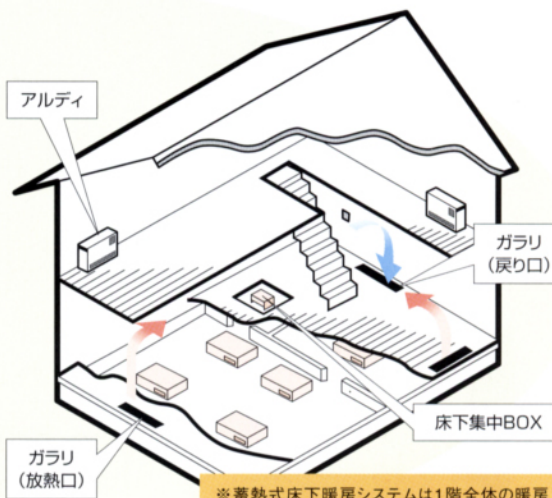 アルディ
ガラリ
(戻り口)
床下集中BOX
ガラリ
(放熱口)
※蓄熱式床下暖房システムは1階全体の暖房